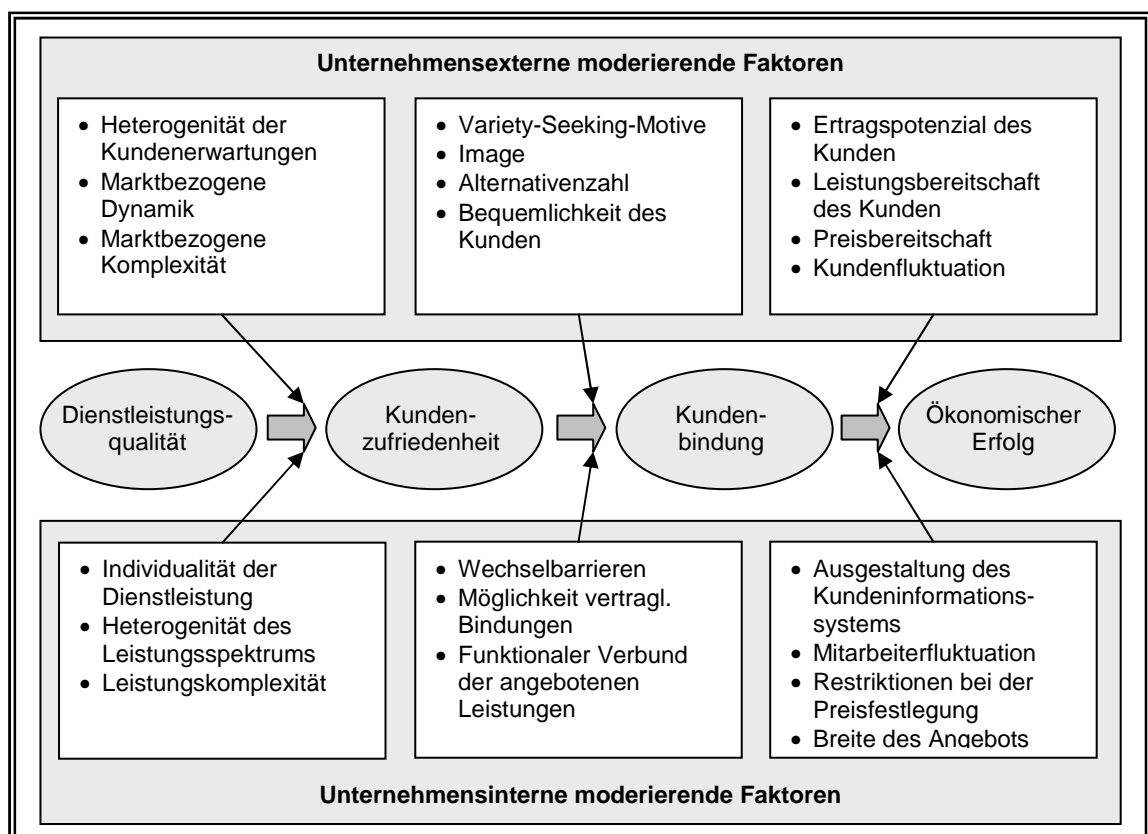 Unternehmensexterne moderierende Faktoren
• Heterogenität der
Kundenerwartungen
• Marktbezogene
Dynamik
• Marktbezogene
Komplexität
• Variety-Seeking-Motive
• Image
• Alternativenzahl
• Bequemlichkeit des
Kunden
• Ertragspotenzial des
Kunden
• Leistungsbereitschaft
des Kunden
• Preisbereitschaft
• Kundenfluktuation
Dienstleistungs-
qualität
Kunden-
zufriedenheit
Kunden-
bindung
Ökonomischer
Erfolg
• Individualität der
Dienstleistung
• Heterogenität des
Leistungsspektrums
• Leistungskomplexität
• Wechselbarrieren
• Möglichkeit vertragl.
Bindungen
• Funktionaler Verbund
der angebotenen
Leistungen
• Ausgestaltung des
Kundeninformations-
systems
• Mitarbeiterfluktuation
• Restriktionen bei der
Preisfestlegung
• Breite des Angebots
Unternehmensinterne moderierende Faktoren